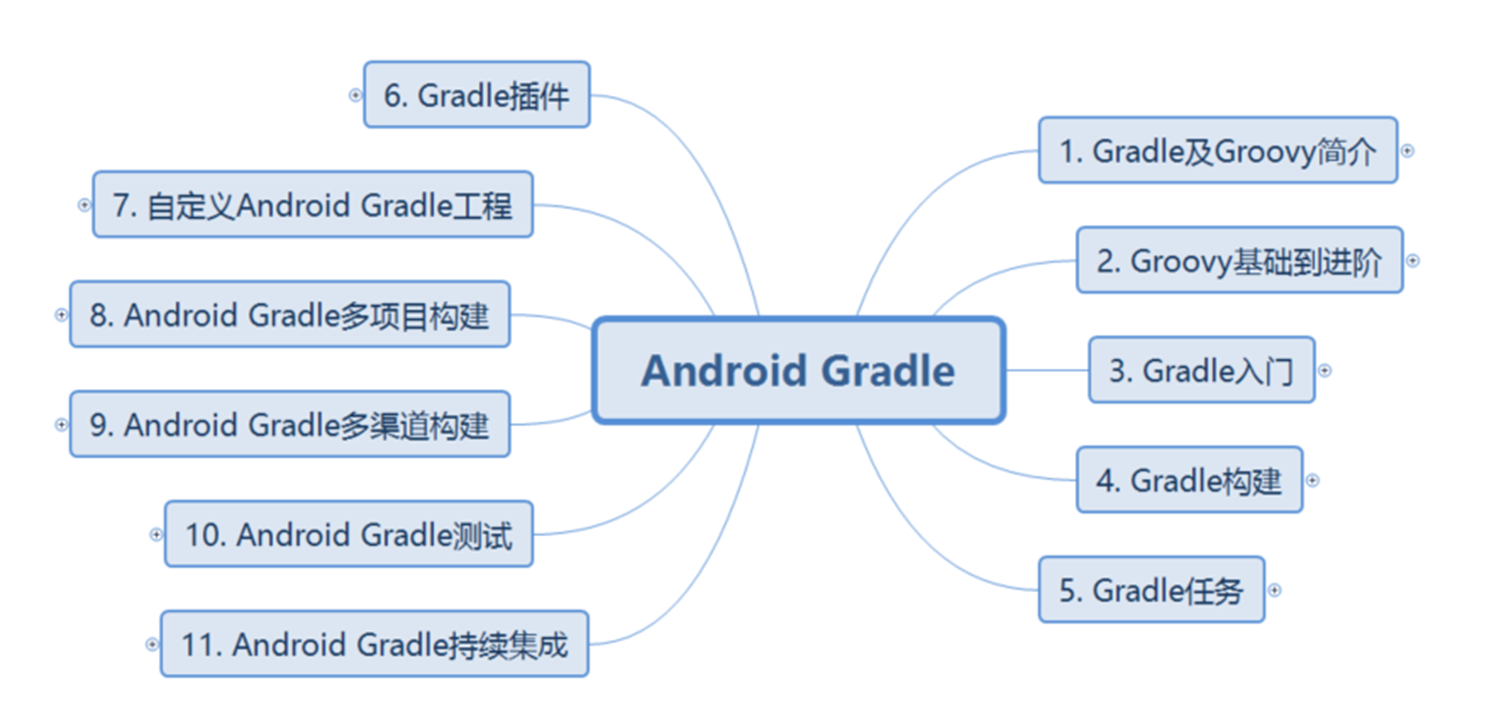 Android Gradle
1. Gradle及Groovy简介
2. Groovy基础到进阶
3. Gradle入门
4. Gradle构建
5. Gradle任务
6. Gradle插件
7. 自定义Android Gradle工程
8. Android Gradle多项目构建
9. Android Gradle多渠道构建
10. Android Gradle测试
11. Android Gradle持续集成